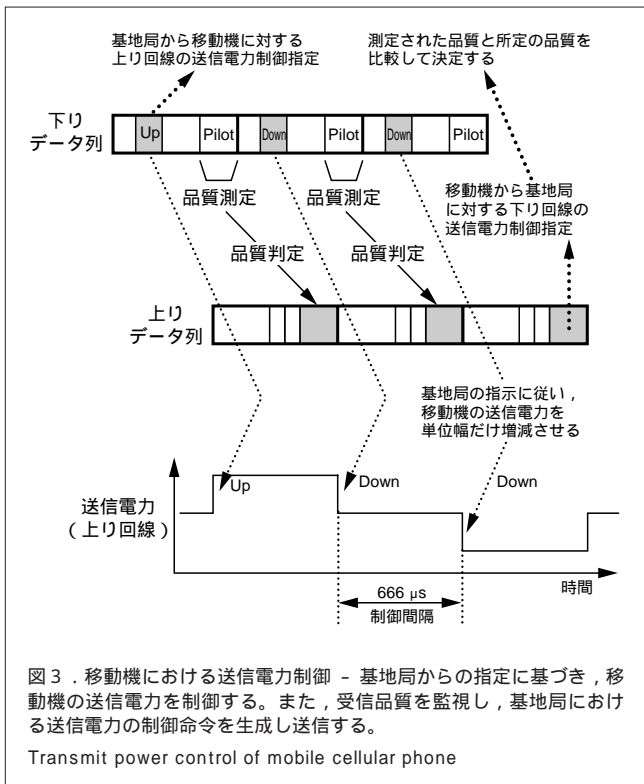 基地局から移動機に対する
上り回線の送信電力制御指定
測定された品質と所定の品質を
比較して決定する
下り
データ列
Up
Pilot
Down
Pilot
Down
Pilot
品質測定
品質測定
移動機から基地局
に対する下り回線の
送信電力制御指定
品質判定
品質判定
上り
データ列
基地局の指示に従い，
移動機の送信電力を
単位幅だけ増減させる
送信電力
(上り回線)
Up
Down
Down
時間
666 μs
制御間隔
図3．移動機における送信電力制御 － 基地局からの指定に基づき，移
動機の送信電力を制御する。また，受信品質を監視し，基地局におけ
る送信電力の制御命令を生成し送信する。
Transmit power control of mobile cellular phone